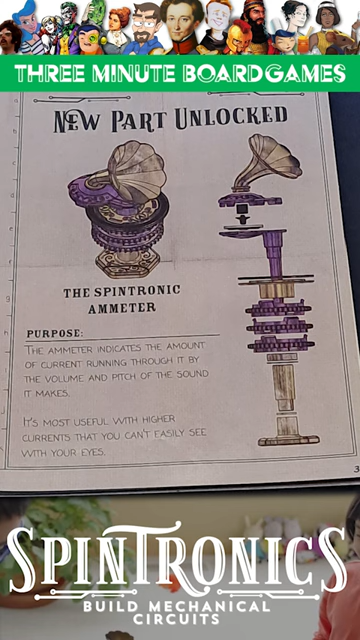 THREE MINUTE BOARDGAMES
NEW PART UNLOCKED
THE SPINTRONIC
AMMETER
PURPOSE:
THE AMMETER INDICATES THE AMOUNT
OF CURRENT RUNNING THROUGH IT BY
THE VOLUME AND PITCH OF THE SOUND
IT MAKES.
IT'S MOST USEFUL WITH HIGHER
CURRENTS THAT YOU CAN'T EASILY SEE
WITH YOUR EYES.
3
SPINTRONICS
BUILD MECHANICAL
CIRCUITS